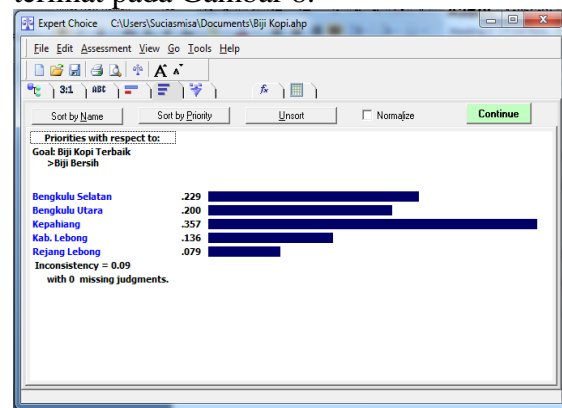 Expert Choice C:\Users\Suciasmisa\Documents\Biji Kopi.ahp
File Edit Assessment View Go Tools Help
3:1 ABC fx
Sort by Name Sort by Priority Unsort Normalize Continue
Priorities with respect to:
Goal: Biji Kopi Terbaik
>Biji Bersih
Bengkulu Selatan .229
Bengkulu Utara .200
Kepahiang .357
Kab. Lebong .136
Rejang Lebong .079
Inconsistency = 0.09
with 0 missing judgments.